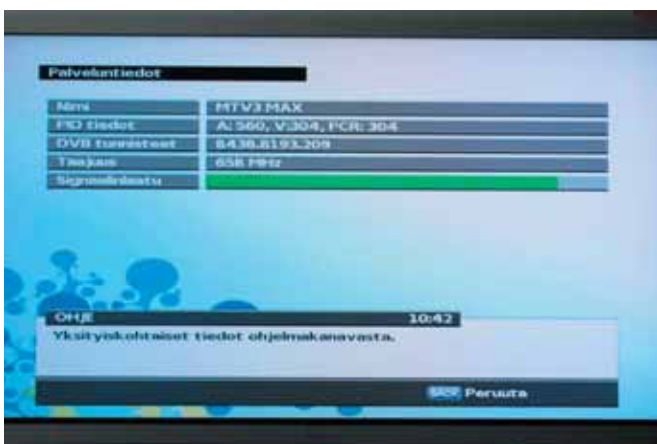 Palveluntiedot
Nimi MTV3 MAX
PID tiedot A: 560, V:304, PCR: 304
DVB tunnisteet 8438.8193.209
Taajuus 658 MHz
Signaalinlaatu
OHJE 10:42
Yksityiskohtaiset tiedot ohjelmakanavasta.
BACK Peruuta